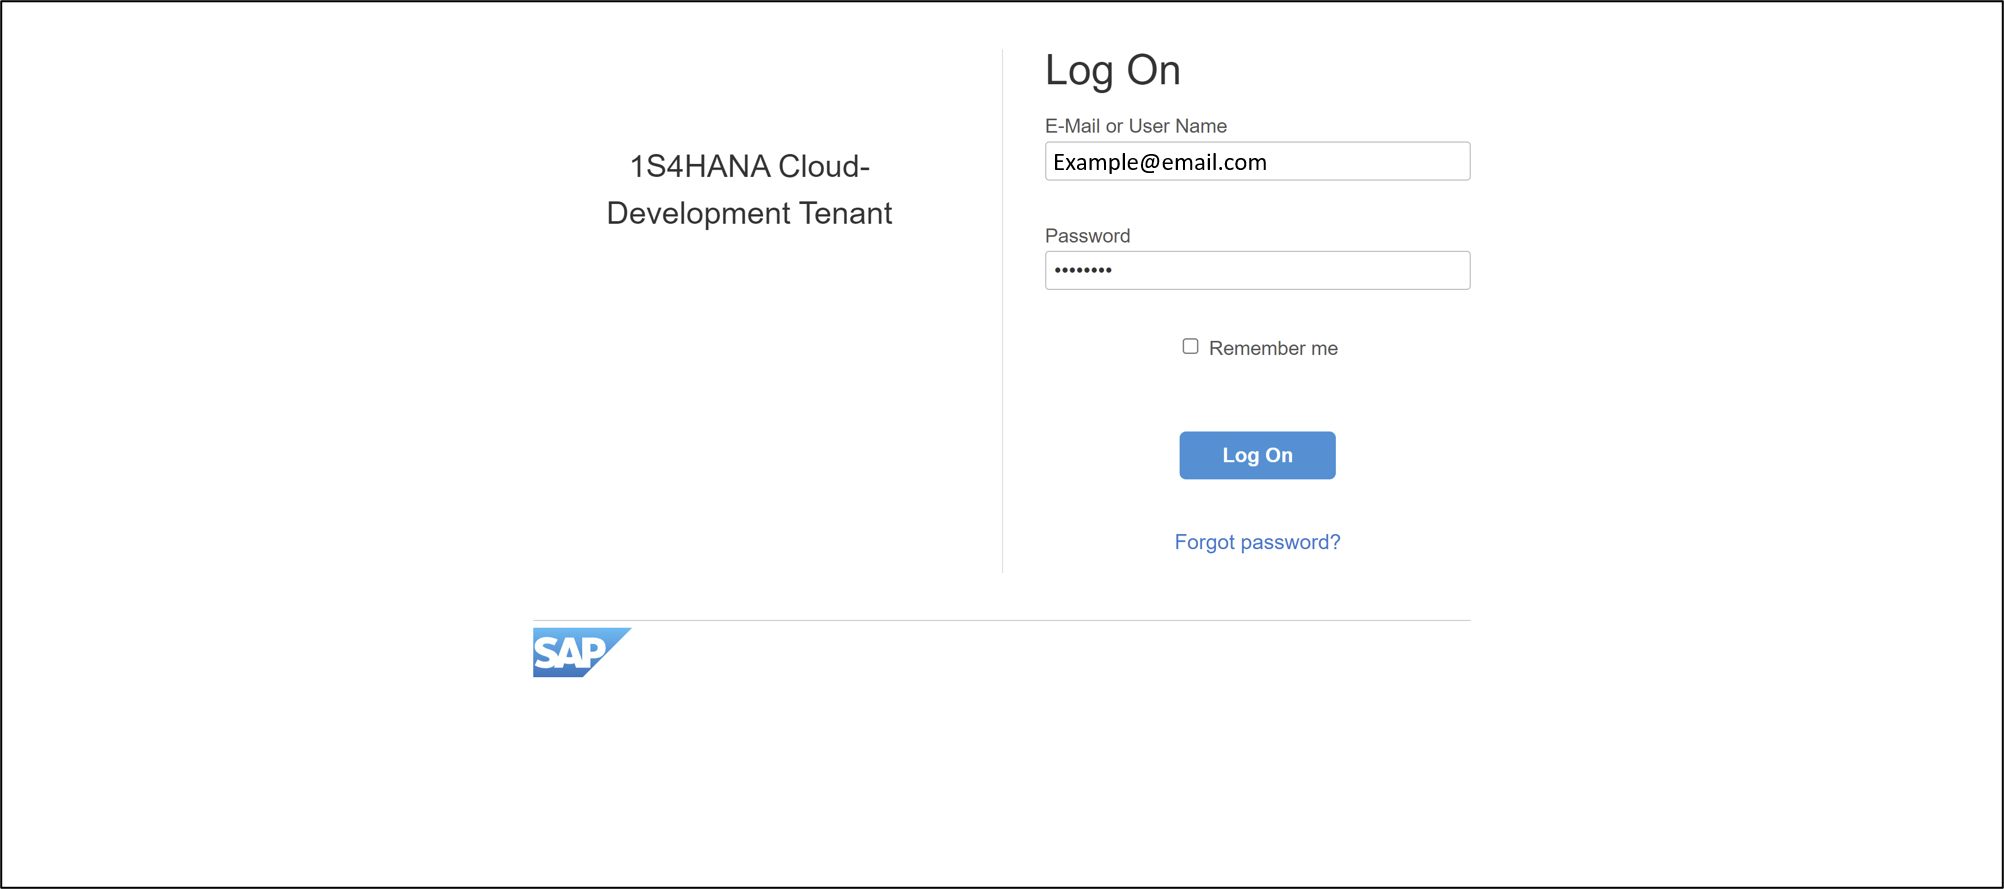 1S4HANA Cloud-
Development Tenant
Log On
E-Mail or User Name
Example@email.com
Password
••••••••
Remember me
Log On
Forgot password?
SAP